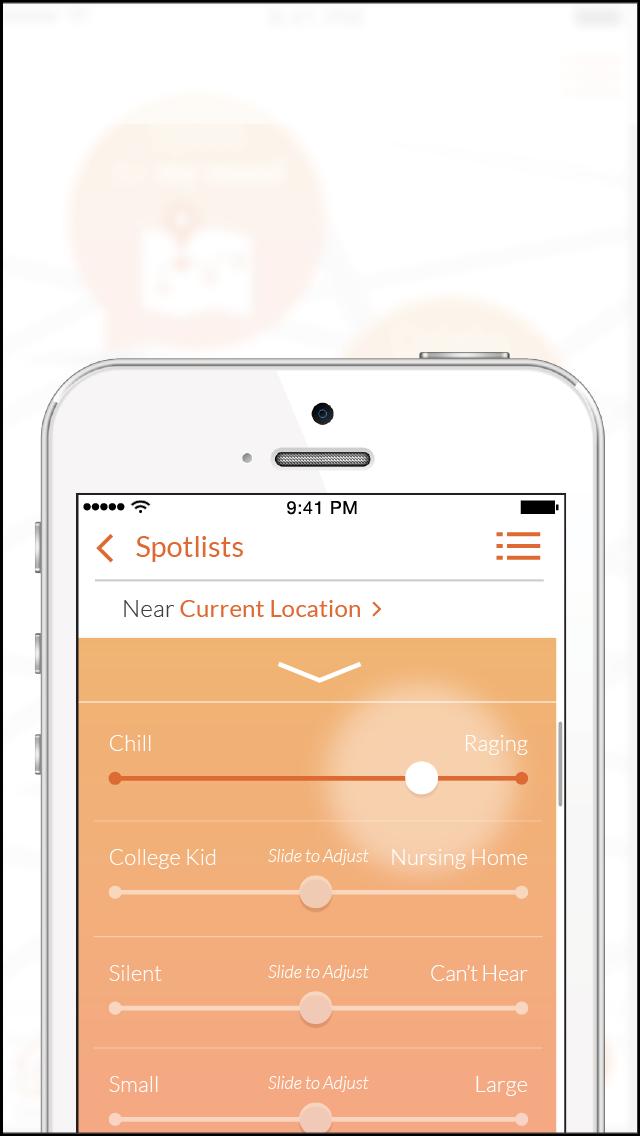 9:41 PM
Spotlists
Near Current Location
Chill Raging
College Kid Slide to Adjust Nursing Home
Silent Slide to Adjust Can't Hear
Small Slide to Adjust Large